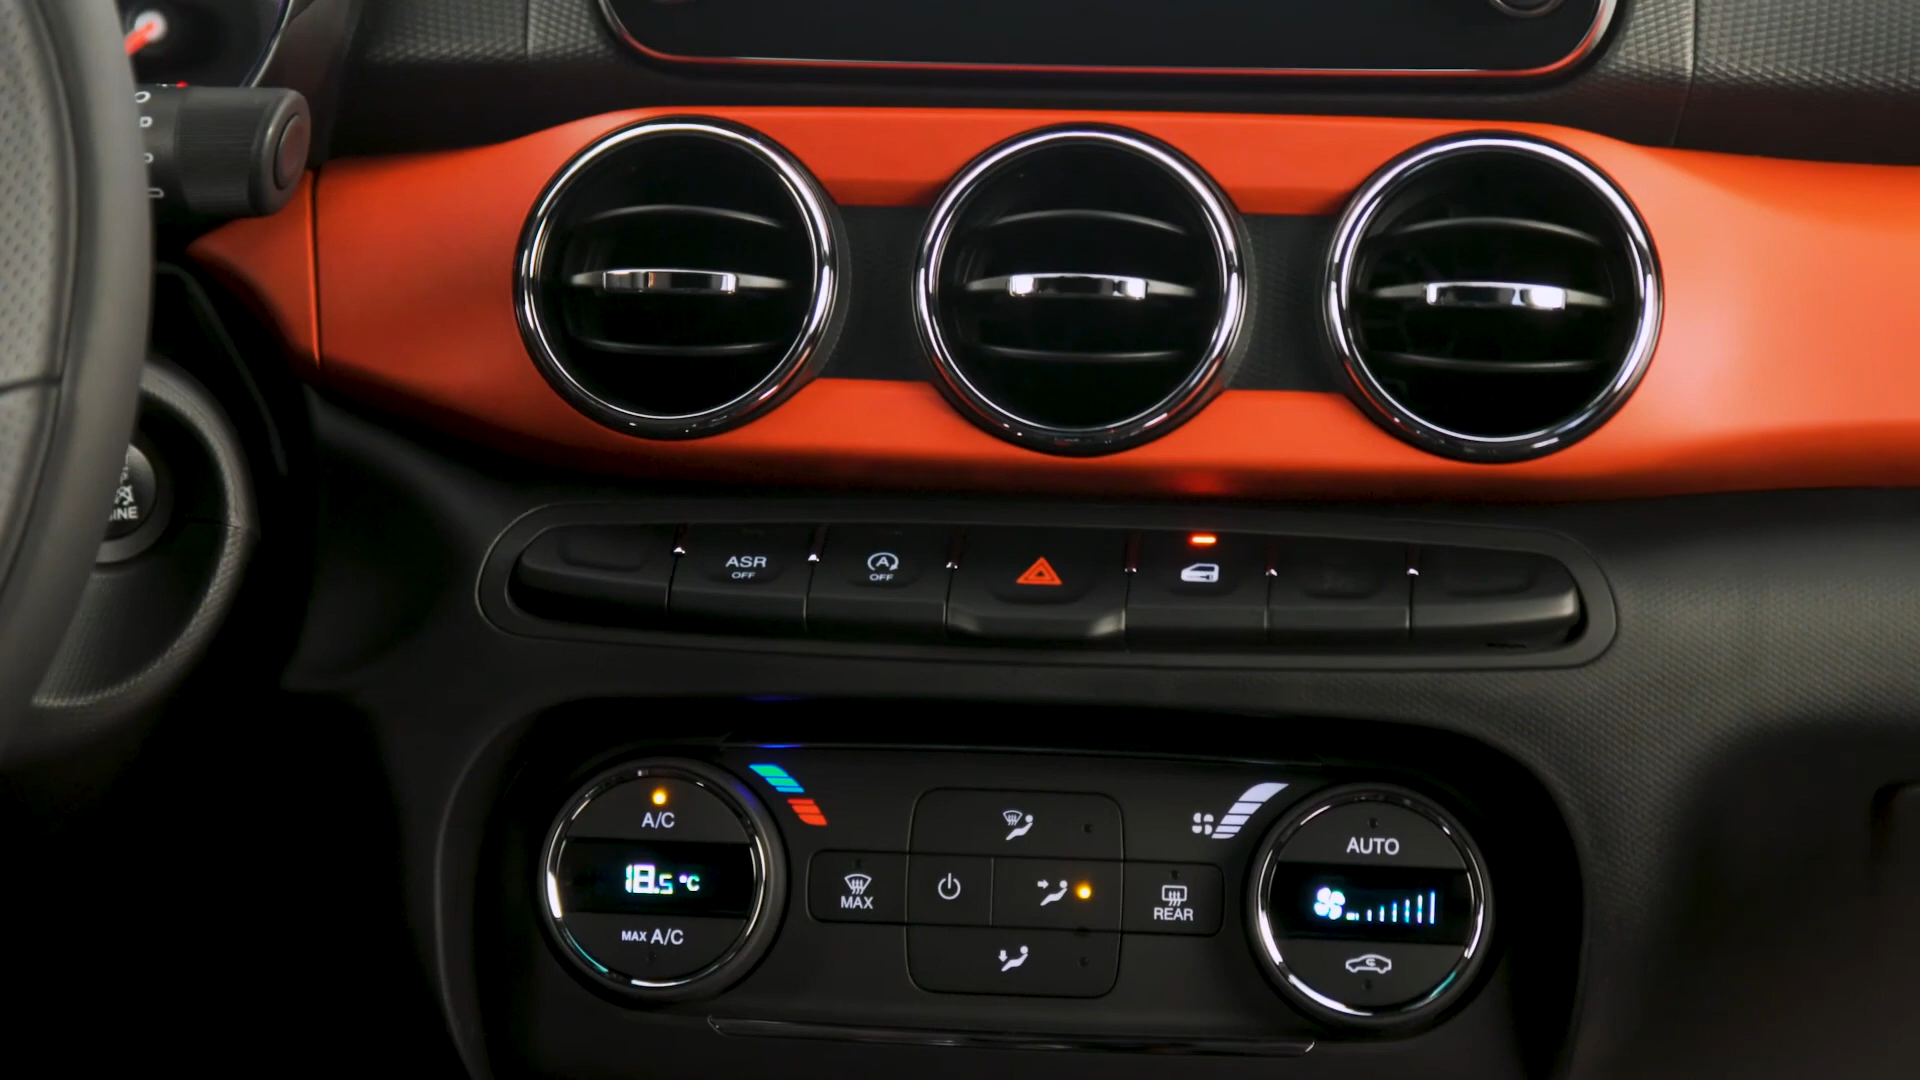 INE
ASR
OFF
A
OFF
A/C
18.5 °C
MAX A/C
MAX
REAR
AUTO